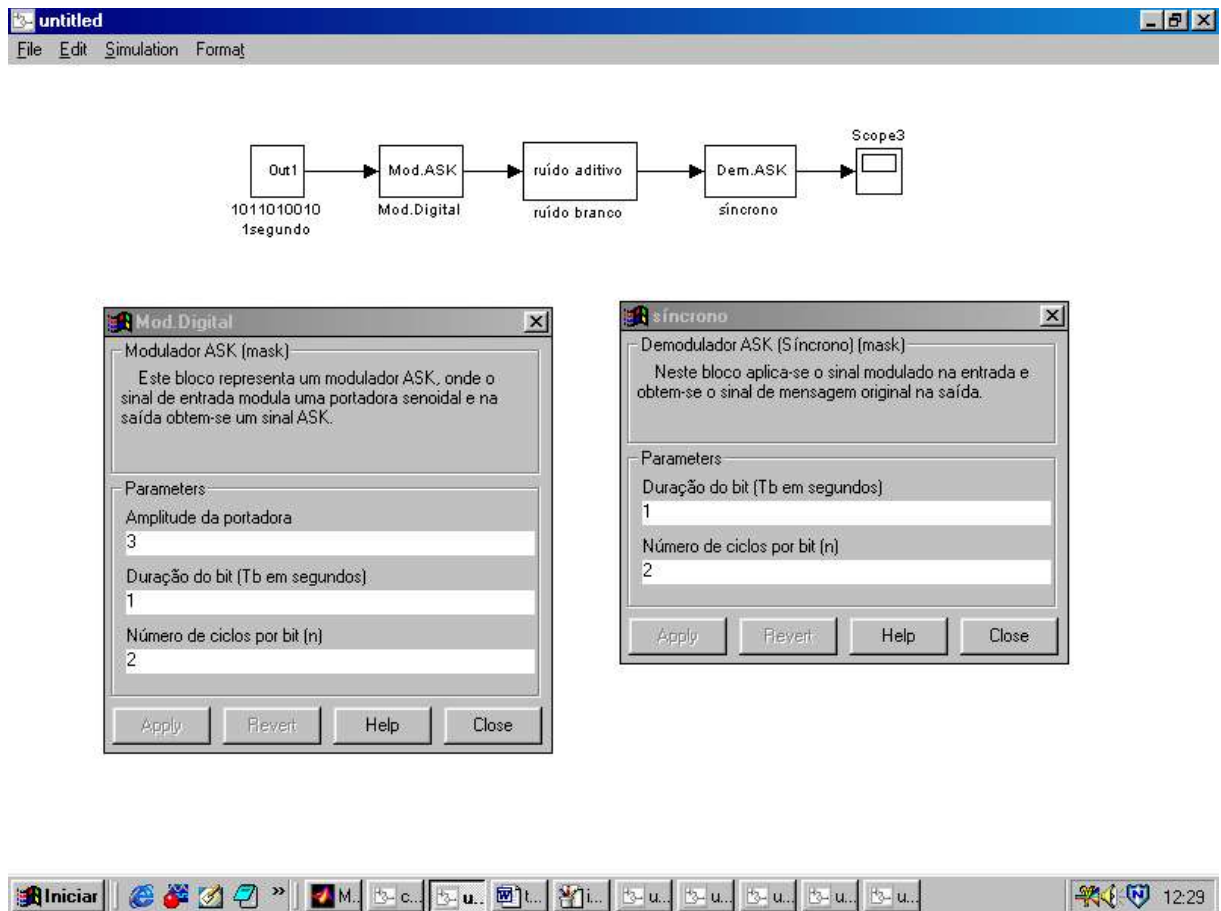 untitled
File Edit Simulation Format
Scope3
Out1
Mod.ASK
ruído aditivo
Dem.ASK
1011010010
1segundo
Mod.Digital
ruído branco
síncrono
Mod.Digital
Modulador ASK (mask)
Este bloco representa um modulador ASK, onde o
sinal de entrada modula uma portadora senoidal e na
saída obtem-se um sinal ASK.
Parameters
Amplitude da portadora
3
Duração do bit (Tb em segundos)
1
Número de ciclos por bit (n)
2
Apply Revert Help Close
síncrono
Demodulador ASK (Síncrono) (mask)
Neste bloco aplica-se o sinal modulado na entrada e
obtem-se o sinal de mensagem original na saída.
Parameters
Duração do bit (Tb em segundos)
1
Número de ciclos por bit (n)
2
Apply Revert Help Close
Iniciar » M.. c... u.. t... i... u... u... u... u... u... 12:29